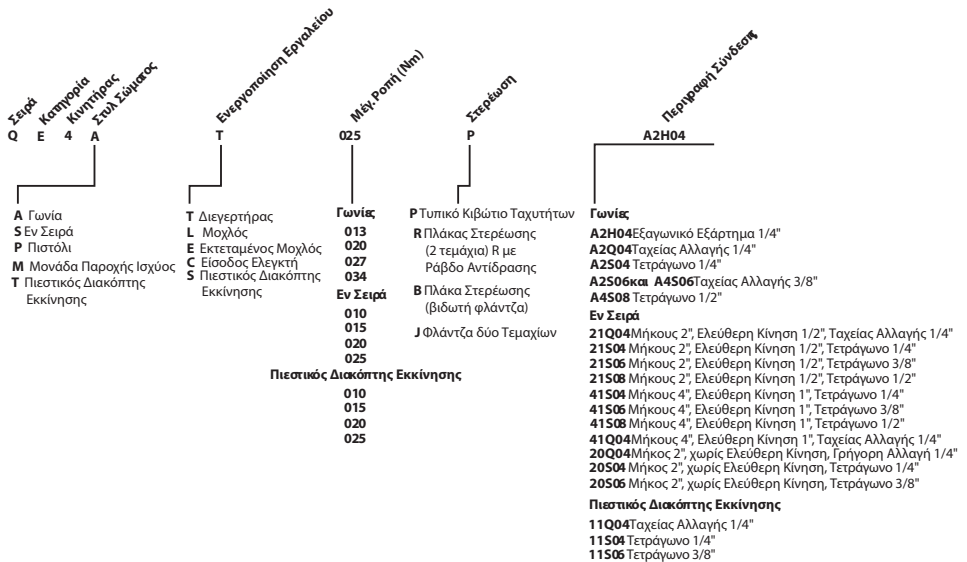 Σειρά
Κατηγορία
Κινητήρας
Στυλ Σώματος
Ενεργοποίηση Εργαλείου
Μέγ. Ροπή (Nm)
Στερέωση
Περιγραφή Σύνδεσης
Q E 4 A T 025 P A2H04
A Γωνία
S Εν Σειρά
P Πιστόλι
M Μονάδα Παροχής Ισχύος
T Πιεστικός Διακόπτης
Εκκίνησης
T Διεγερτήρας
L Μοχλός
E Εκτεταμένος Μοχλός
C Είσοδος Ελεγκτή
S Πιεστικός Διακόπτης
Εκκίνησης
Γωνίες
013
020
027
034
Εν Σειρά
010
015
020
025
Πιεστικός Διακόπτης Εκκίνησης
010
015
020
025
P Τυπικό Κιβώτιο Ταχυτήτων
R Πλάκας Στερέωσης
(2 τεμάχια) R με
Ράβδο Αντίδρασης
B Πλάκα Στερέωσης
(βιδωτή φλάντζα)
J Φλάντζα δύο Τεμαχίων
Γωνίες
A2H04 Εξαγωνικό Εξάρτημα 1/4"
A2Q04 Ταχείας Αλλαγής 1/4"
A2S04 Τετράγωνο 1/4"
A2S06 και A4S06 Ταχείας Αλλαγής 3/8"
A4S08 Τετράγωνο 1/2"
Εν Σειρά
21Q04 Μήκους 2", Ελεύθερη Κίνηση 1/2", Ταχείας Αλλαγής 1/4"
21S04 Μήκους 2", Ελεύθερη Κίνηση 1/2", Τετράγωνο 1/4"
21S06 Μήκους 2", Ελεύθερη Κίνηση 1/2", Τετράγωνο 3/8"
21S08 Μήκους 2", Ελεύθερη Κίνηση 1/2", Τετράγωνο 1/2"
41S04 Μήκους 4", Ελεύθερη Κίνηση 1", Τετράγωνο 1/4"
41S06 Μήκους 4", Ελεύθερη Κίνηση 1", Τετράγωνο 3/8"
41S08 Μήκους 4", Ελεύθερη Κίνηση 1", Τετράγωνο 1/2"
41Q04 Μήκους 4", Ελεύθερη Κίνηση 1", Ταχείας Αλλαγής 1/4"
20Q04 Μήκος 2", χωρίς Ελεύθερη Κίνηση, Γρήγορη Αλλαγή 1/4"
20S04 Μήκος 2", χωρίς Ελεύθερη Κίνηση, Τετράγωνο 1/4"
20S06 Μήκος 2", χωρίς Ελεύθερη Κίνηση, Τετράγωνο 3/8"
Πιεστικός Διακόπτης Εκκίνησης
11Q04 Ταχείας Αλλαγής 1/4"
11S04 Τετράγωνο 1/4"
11S06 Τετράγωνο 3/8"